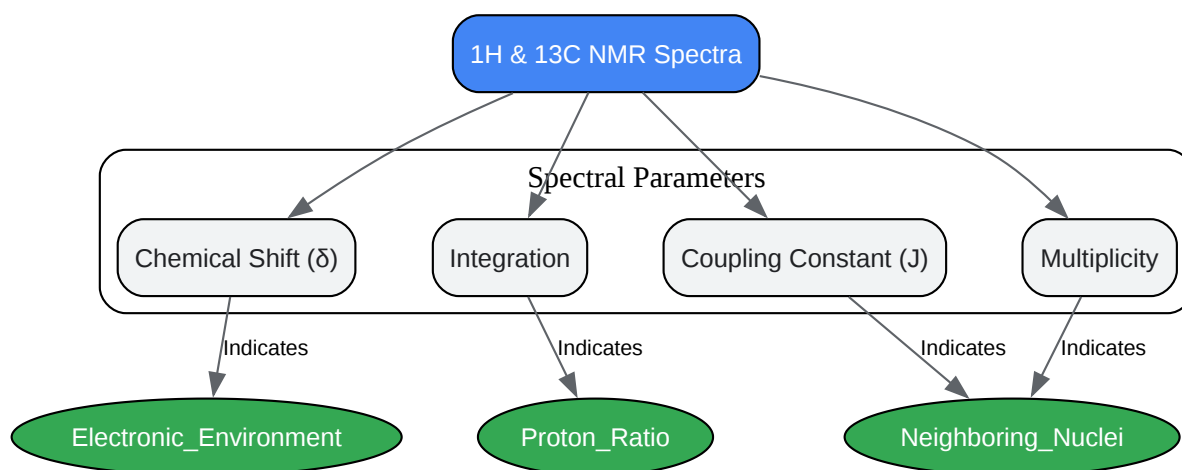 1H & 13C NMR Spectra
Spectral Parameters
Chemical Shift (δ)
Integration
Coupling Constant (J)
Multiplicity
Indicates
Indicates
Indicates
Indicates
Electronic_Environment
Proton_Ratio
Neighboring_Nuclei